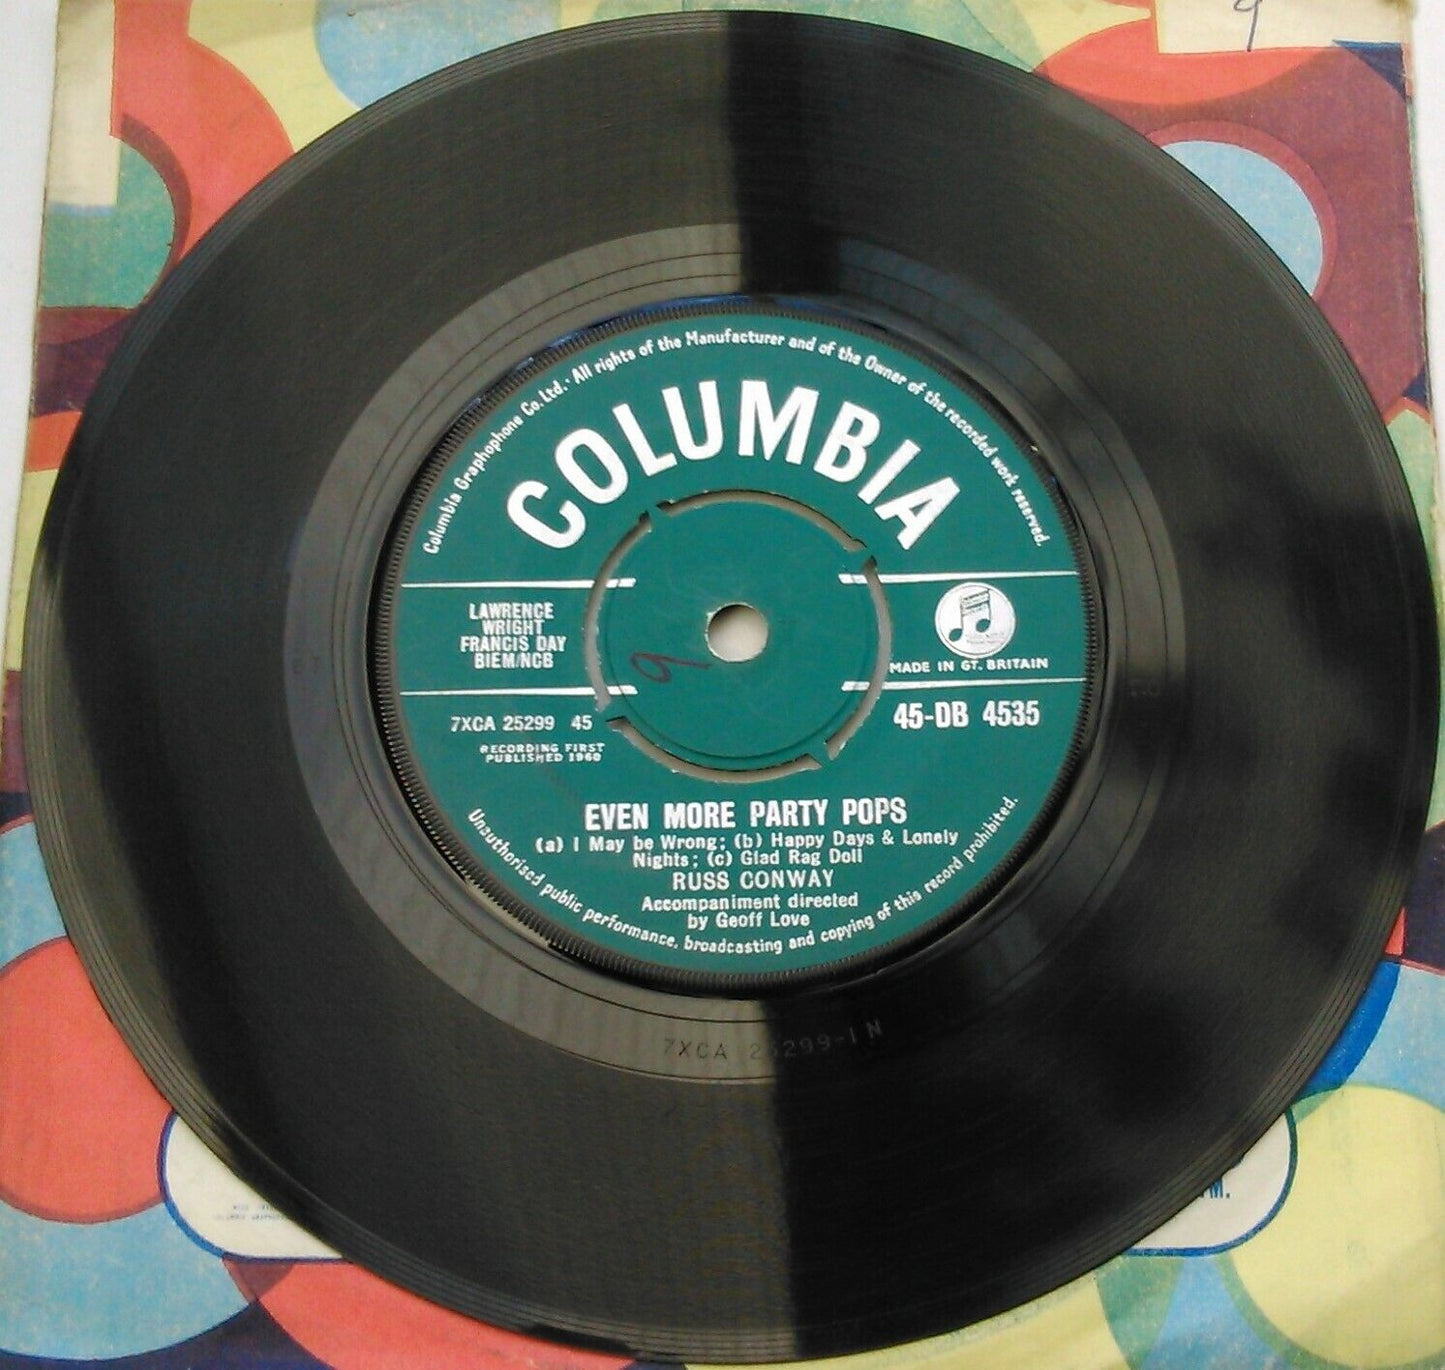 9
Columbia Graphophone Co. Ltd. · All rights of the Manufacturer and of the Owner of the recorded work reserved.
COLUMBIA
LAWRENCE
WRIGHT
FRANCIS DAY
BIEM/NCB
MADE IN GT. BRITAIN
7XCA 25299 45
45-DB 4535
RECORDING FIRST
PUBLISHED 1960
9
EVEN MORE PARTY POPS
(a) I May be Wrong; (b) Happy Days & Lonely
Nights; (c) Glad Rag Doll
RUSS CONWAY
Accompaniment directed
by Geoff Love
Unauthorised public performance, broadcasting and copying of this record prohibited.
7XCA 25299-1N